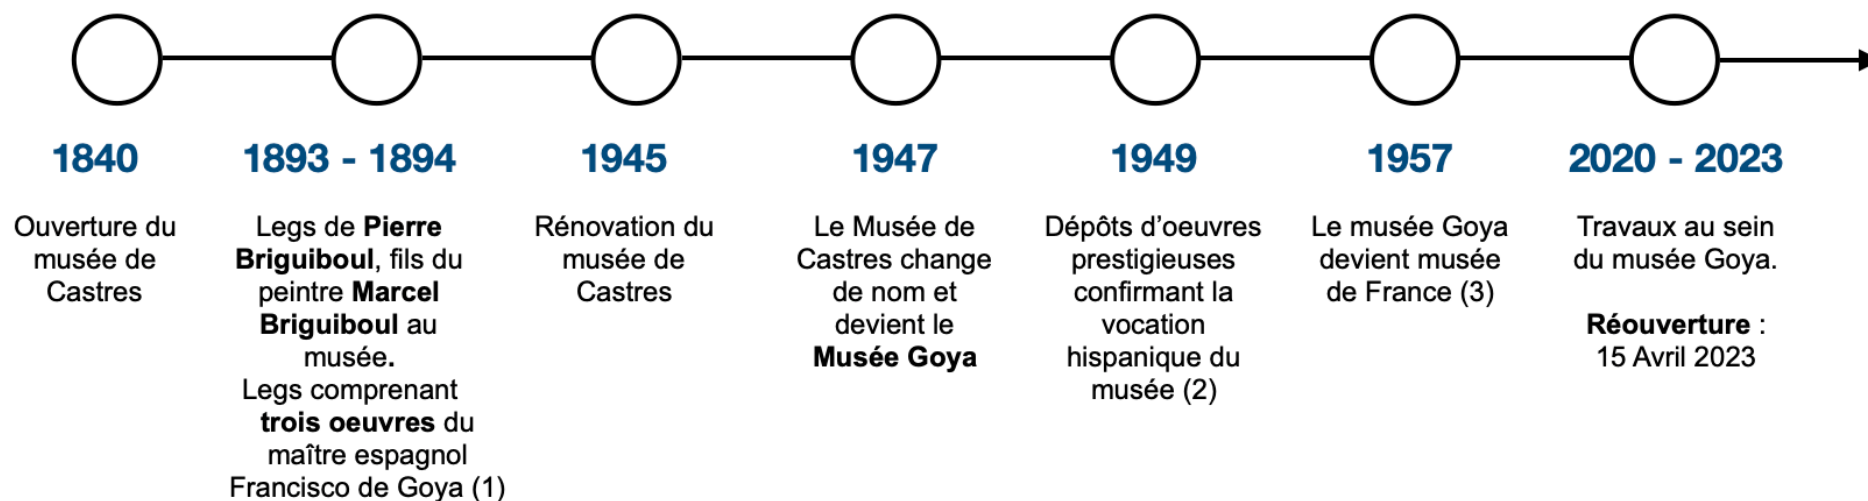 1840
Ouverture du
musée de
Castres
1893 - 1894
Legs de Pierre
Briguiboul, fils du
peintre Marcel
Briguiboul au
musée.
Legs comprenant
trois oeuvres du
maître espagnol
Francisco de Goya (1)
1945
Rénovation du
musée de
Castres
1947
Le Musée de
Castres change
de nom et
devient le
Musée Goya
1949
Dépôts d’oeuvres
prestigieuses
confirmant la
vocation
hispanique du
musée (2)
1957
Le musée Goya
devient musée
de France (3)
2020 - 2023
Travaux au sein
du musée Goya.
Réouverture :
15 Avril 2023